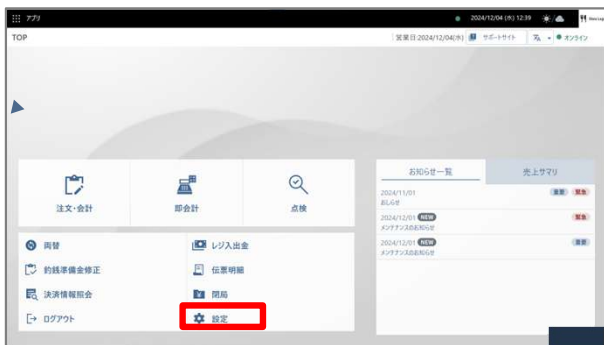 アプリ
2024/12/04 (水) 12:39
TOP
営業日:2024/12/04(水)
サポートサイト
オンライン
お知らせ一覧
売上サマリ
2024/11/01
重要
緊急
おしらせ
2024/12/01 NEW
緊急
メンテナンスのお知らせ
2024/12/01 NEW
重要
メンテナンスのお知らせ
注文・会計
即会計
点検
両替
レジ入出金
釣銭準備金修正
伝票明細
決済情報照会
閉局
ログアウト
設定